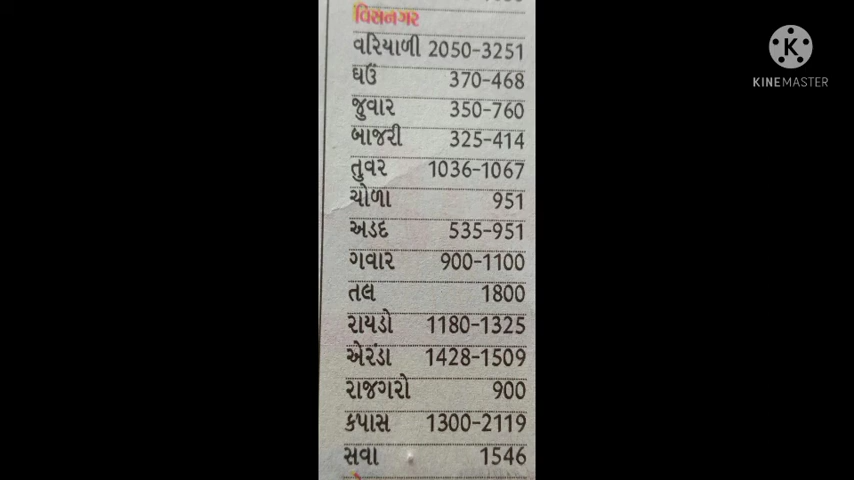 વિસનગર
વરિયાળી 2050-3251
ઘઉં 370-468
જુવાર 350-760
બાજરી 325-414
તુવર 1036-1067
ચોળા 951
અડદ 535-951
ગવાર 900-1100
તલ 1800
રાયડો 1180-1325
એરંડા 1428-1509
રાજગરો 900
કપાસ 1300-2119
સવા 1546
K
KINEMASTER